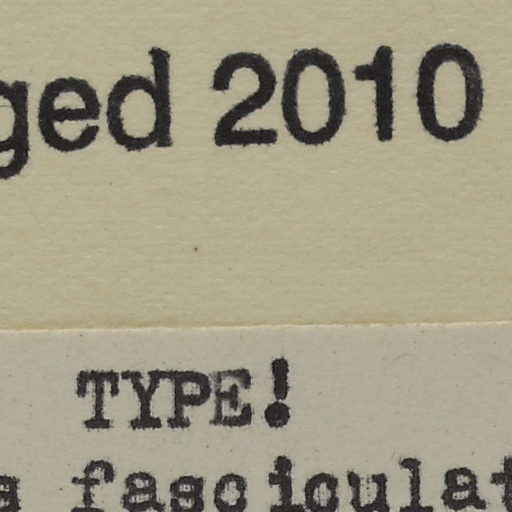 ged 2010
TYPE!
a fasciculat